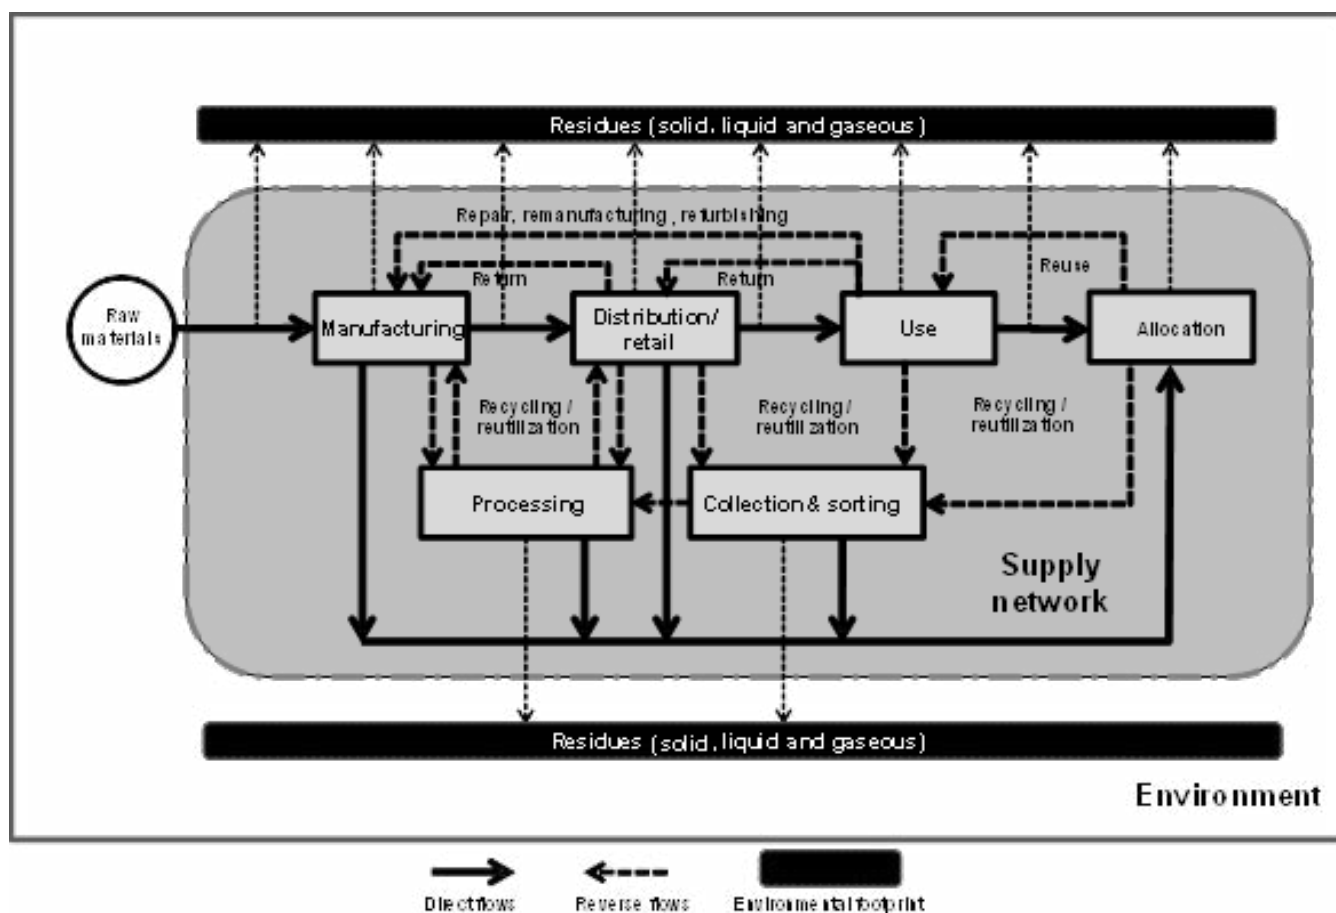 Residues (solid, liquid and gaseous)
Repair, remanufacturing, refurbishing
Return
Return
Reuse
Raw
materials
Manufacturing
Distribution/
retail
Use
Allocation
Recycling /
reutilization
Recycling /
reutilization
Recycling /
reutilization
Processing
Collection & sorting
Supply
network
Residues (solid, liquid and gaseous)
Environment
Direct flows
Reverse flows
Environmental footprint